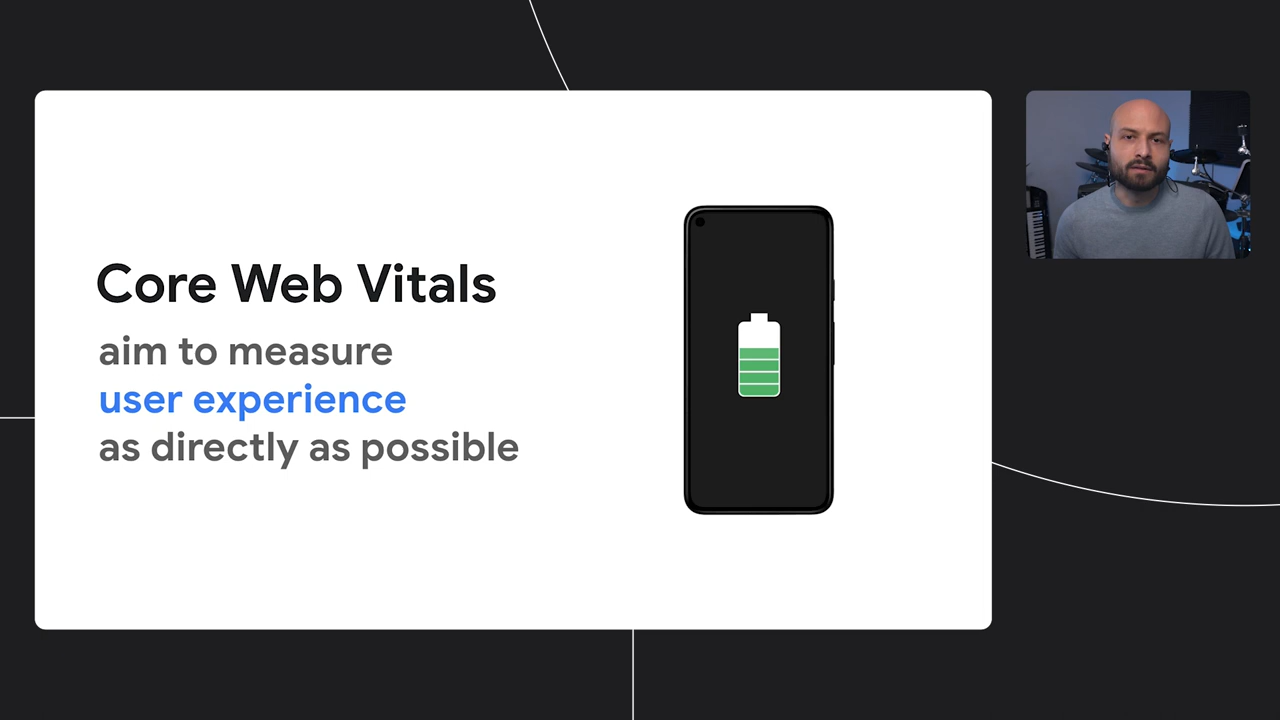 Core Web Vitals
aim to measure
user experience
as directly as possible